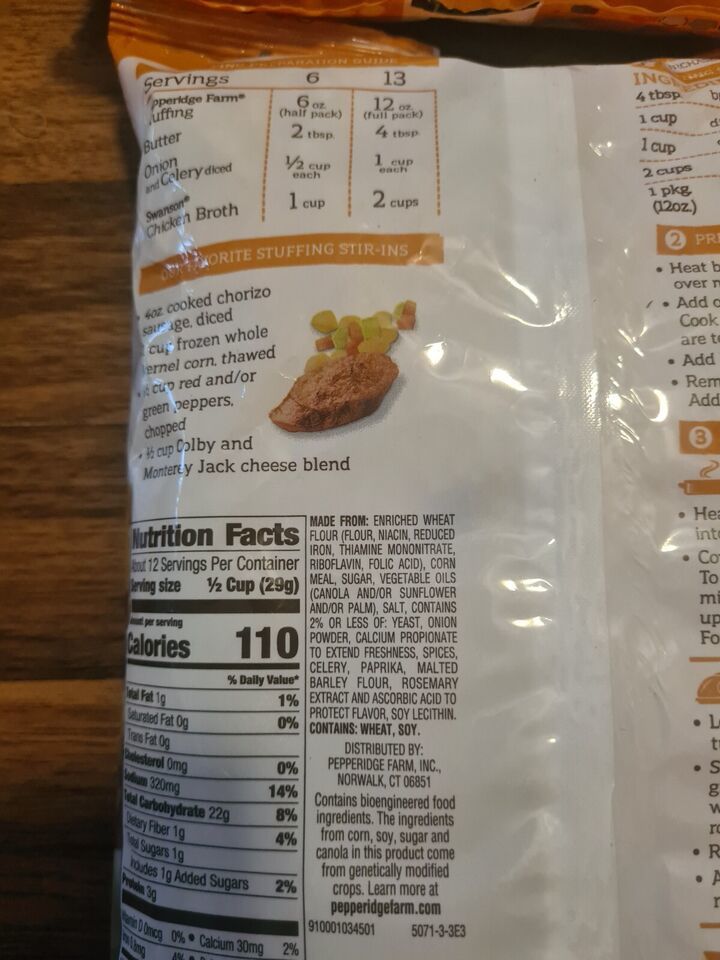 PREPARATION GUIDE
Servings 6 13
Pepperidge Farm® 6 oz. 12 oz.
Stuffing (half pack) (full pack)
Butter 2 tbsp. 4 tbsp.
Onion ½ cup 1 cup
and Celery diced each each
Swanson®
Chicken Broth 1 cup 2 cups
FAVORITE STUFFING STIR-INS
4oz. cooked chorizo
sausage, diced
cup frozen whole
kernel corn, thawed
cup red and/or
green peppers,
chopped
• ½ cup Colby and
Monterey Jack cheese blend
Nutrition Facts
About 12 Servings Per Container
Serving size ½ Cup (29g)
Amount per serving
Calories 110
% Daily Value*
Total Fat 1g 1%
Saturated Fat 0g 0%
Trans Fat 0g
Cholesterol 0mg 0%
Sodium 320mg 14%
Total Carbohydrate 22g 8%
Dietary Fiber 1g 4%
Total Sugars 1g
Includes 1g Added Sugars 2%
Protein 3g
Vitamin D 0mcg 0% • Calcium 30mg 2%
MADE FROM: ENRICHED WHEAT
FLOUR (FLOUR, NIACIN, REDUCED
IRON, THIAMINE MONONITRATE,
RIBOFLAVIN, FOLIC ACID), CORN
MEAL, SUGAR, VEGETABLE OILS
(CANOLA AND/OR SUNFLOWER
AND/OR PALM), SALT, CONTAINS
2% OR LESS OF: YEAST, ONION
POWDER, CALCIUM PROPIONATE
TO EXTEND FRESHNESS, SPICES,
CELERY, PAPRIKA, MALTED
BARLEY FLOUR, ROSEMARY
EXTRACT AND ASCORBIC ACID TO
PROTECT FLAVOR, SOY LECITHIN.
CONTAINS: WHEAT, SOY.
DISTRIBUTED BY:
PEPPERIDGE FARM, INC.,
NORWALK, CT 06851
Contains bioengineered food
ingredients. The ingredients
from corn, soy, sugar and
canola in this product come
from genetically modified
crops. Learn more at
pepperidgefarm.com
910001034501 5071-3-3E3
ING
4 tbsp.
1 cup
1 cup
2 cups
1 pkg
(12oz.)
2 PR
• Heat b
over
• Add
Cook
are t
• Add
• Rem
Add
3
• Hea
int
• Co
To
mi
up
Fo